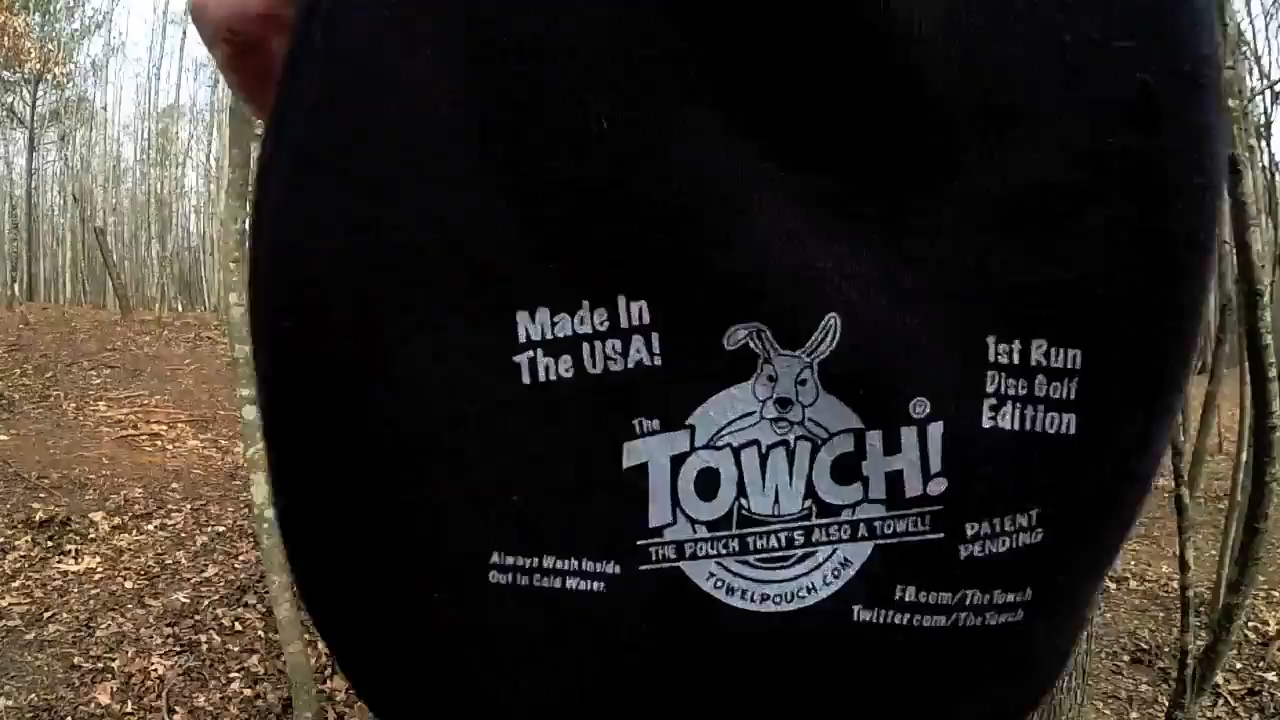 Made In
The USA!
1st Run
Disc Golf
Edition
The
TOWCH!
®
THE POUCH THAT'S ALSO A TOWEL!
TOWELPOUCH.COM
PATENT
PENDING
Always Wash Inside
Out In Cold Water.
FB.com/TheTowch
Twitter.com/TheTowch